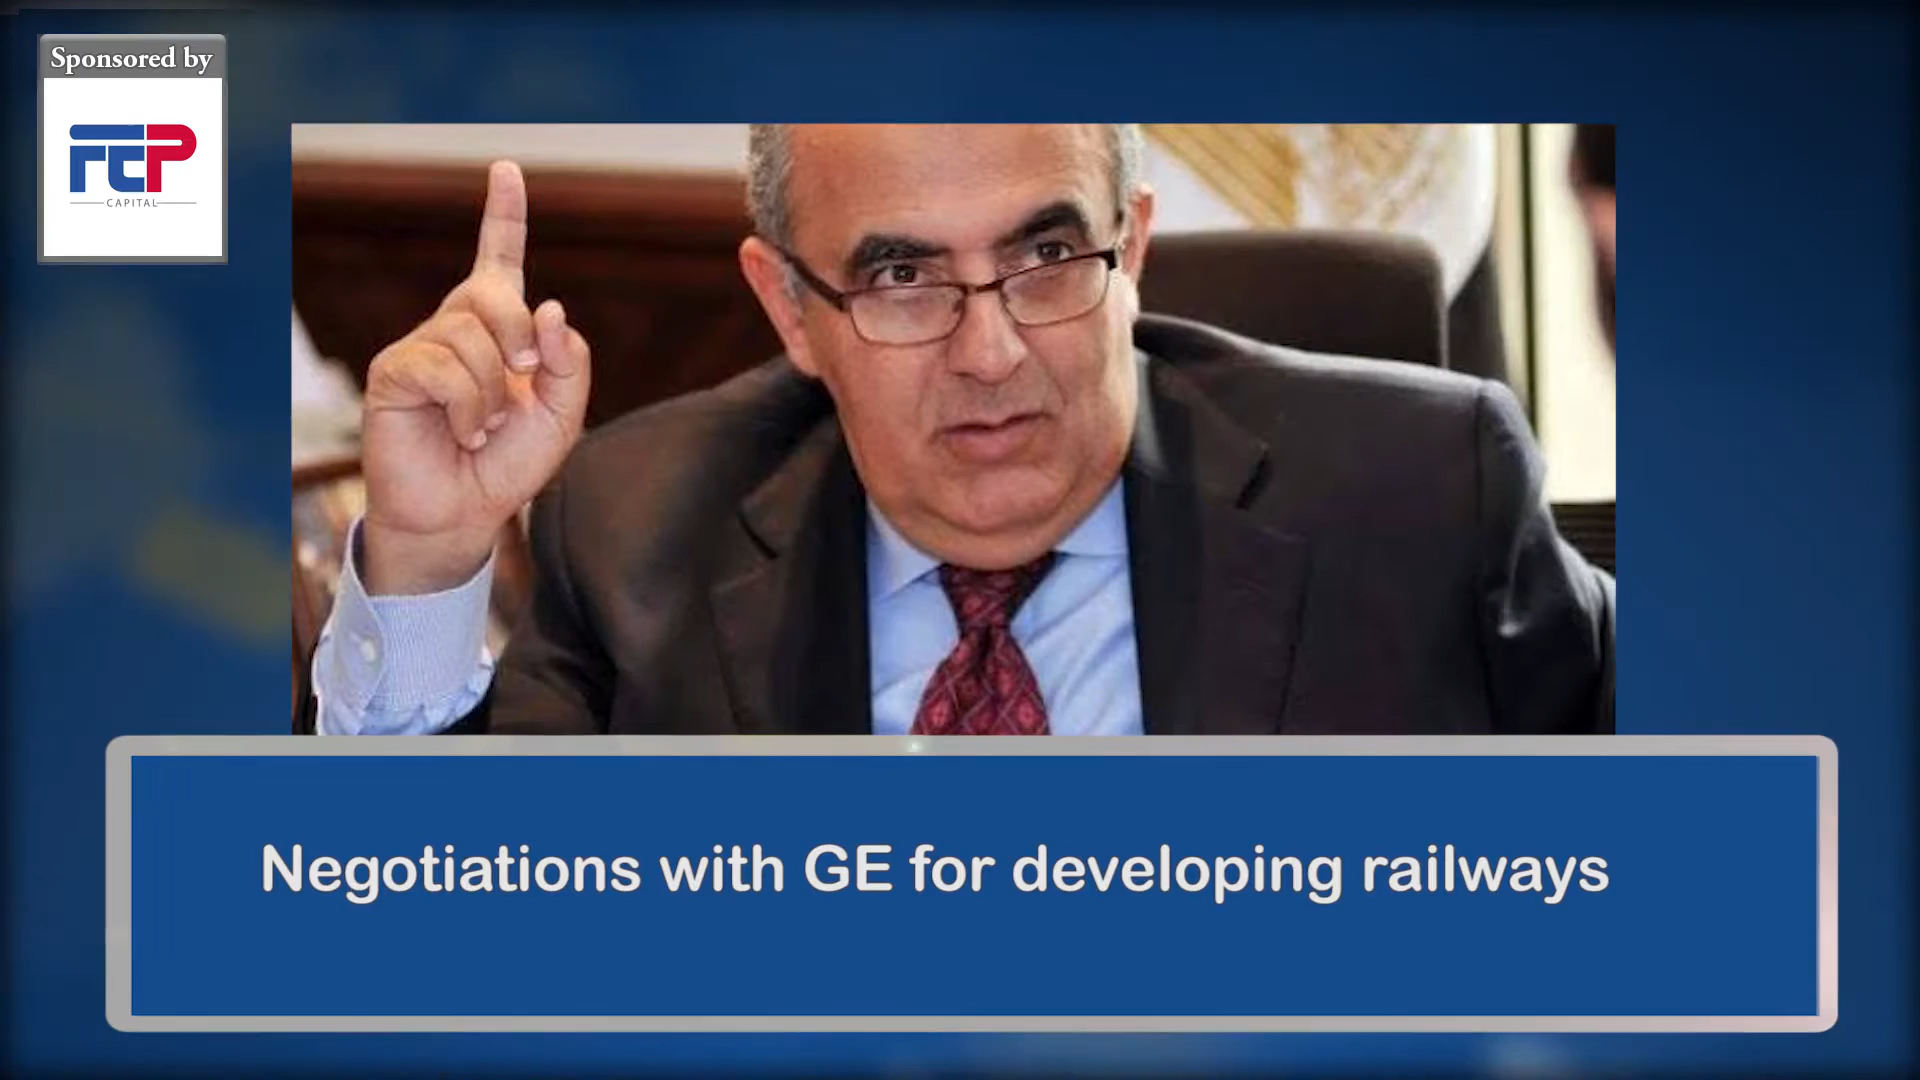 Sponsored by
FEP
CAPITAL
Negotiations with GE for developing railways